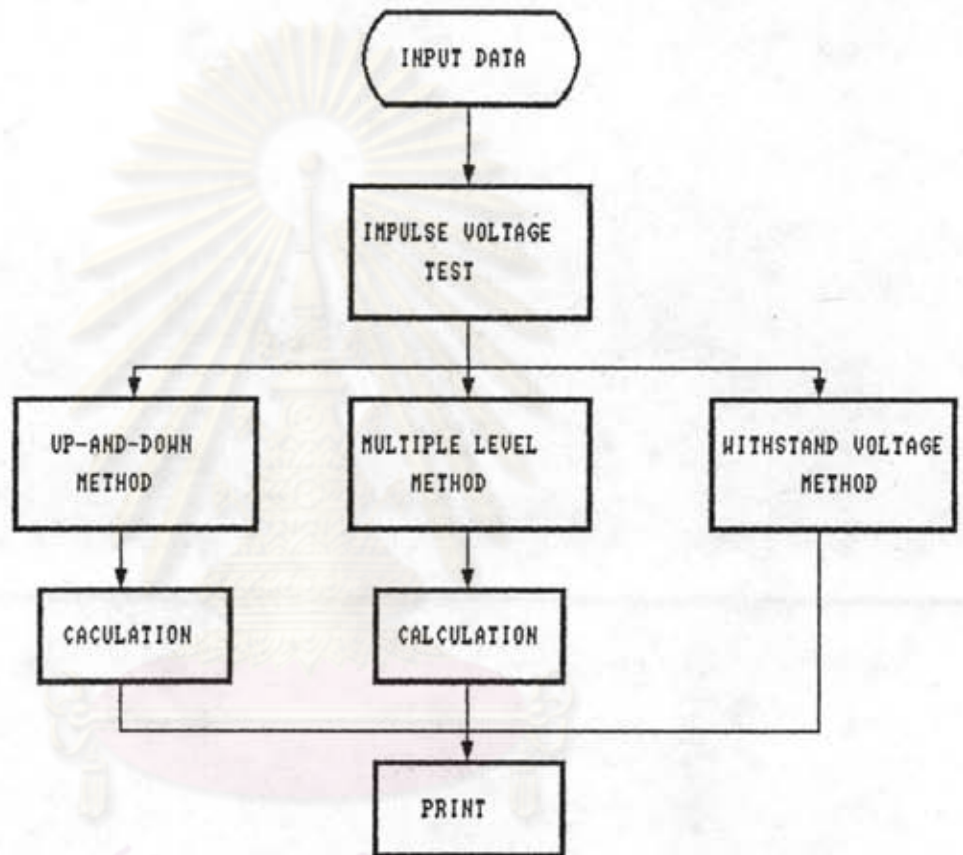 INPUT DATA
IMPULSE VOLTAGE
TEST
UP-AND-DOWN
METHOD
MULTIPLE LEVEL
METHOD
WITHSTAND VOLTAGE
METHOD
CACULATION
CALCULATION
PRINT